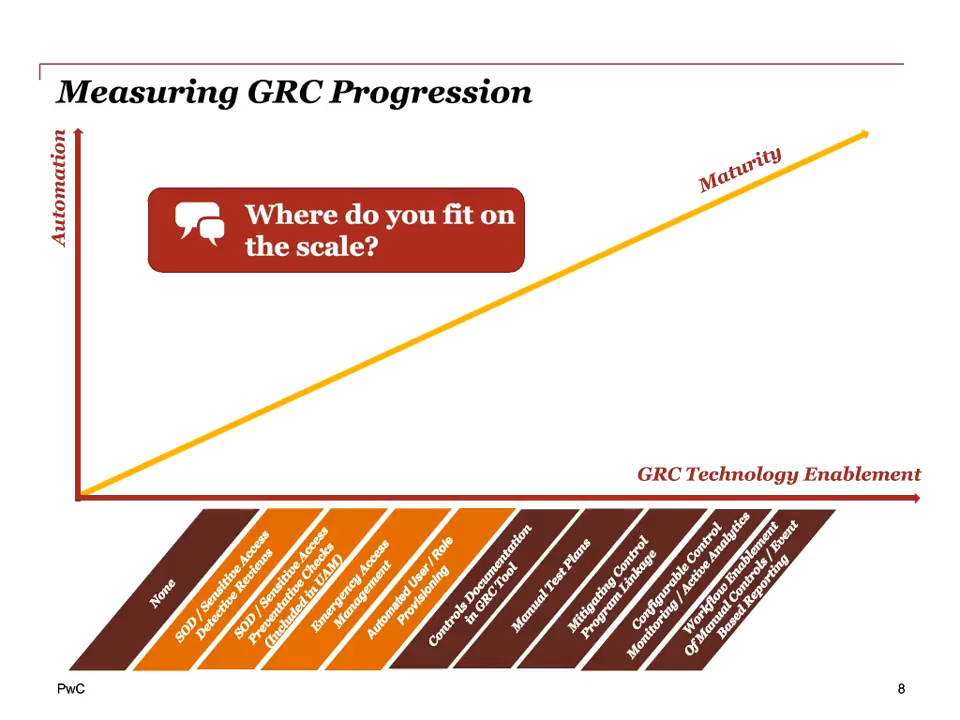 Measuring GRC Progression
Automation
Maturity
Where do you fit on
the scale?
GRC Technology Enablement
None
SOD / Sensitive Access
Detective Reviews
SOD / Sensitive Access
Preventative Checks
(Included in UAM)
Emergency Access
Management
Automated User / Role
Provisioning
Controls Documentation
in GRC Tool
Manual Test Plans
Mitigating Control
Program Linkage
Configurable Control
Monitoring / Active Analytics
Workflow Enablement
Of Manual Controls / Event
Based Reporting
PwC
8